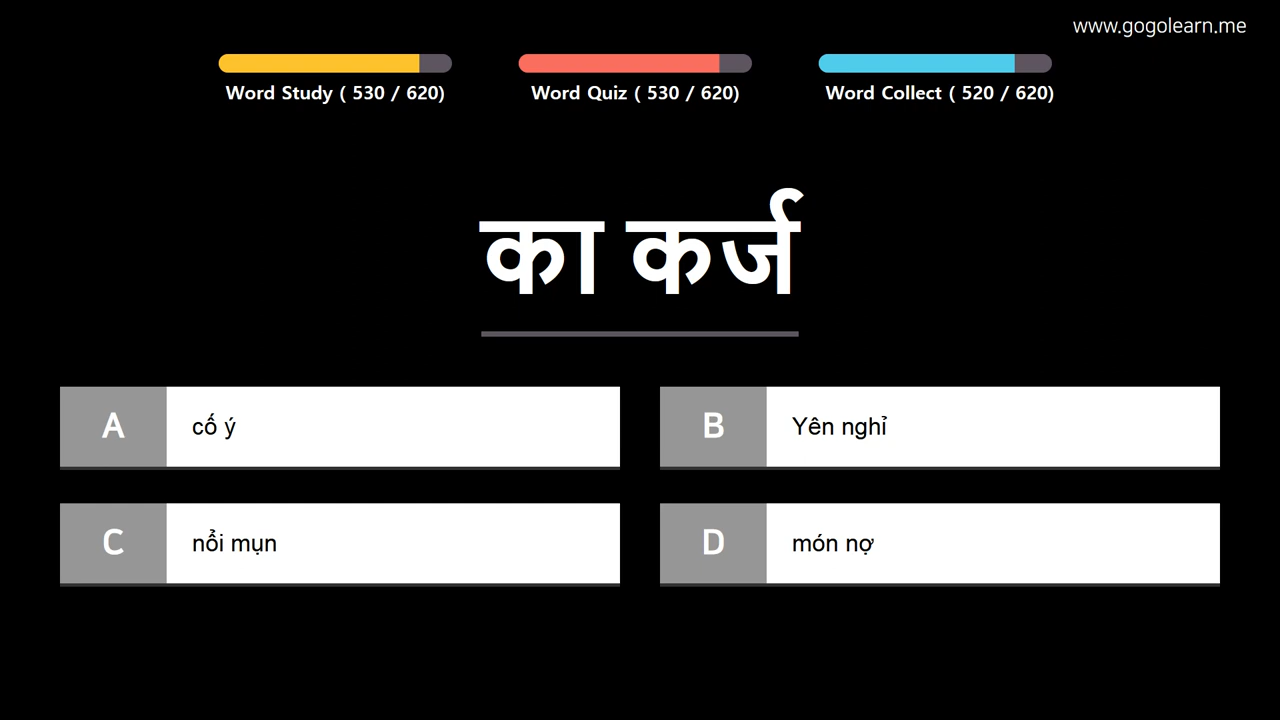 www.gogolearn.me
Word Study ( 530 / 620)
Word Quiz ( 530 / 620)
Word Collect ( 520 / 620)
का कर्ज
A
cố ý
B
Yên nghỉ
C
nổi mụn
D
món nợ